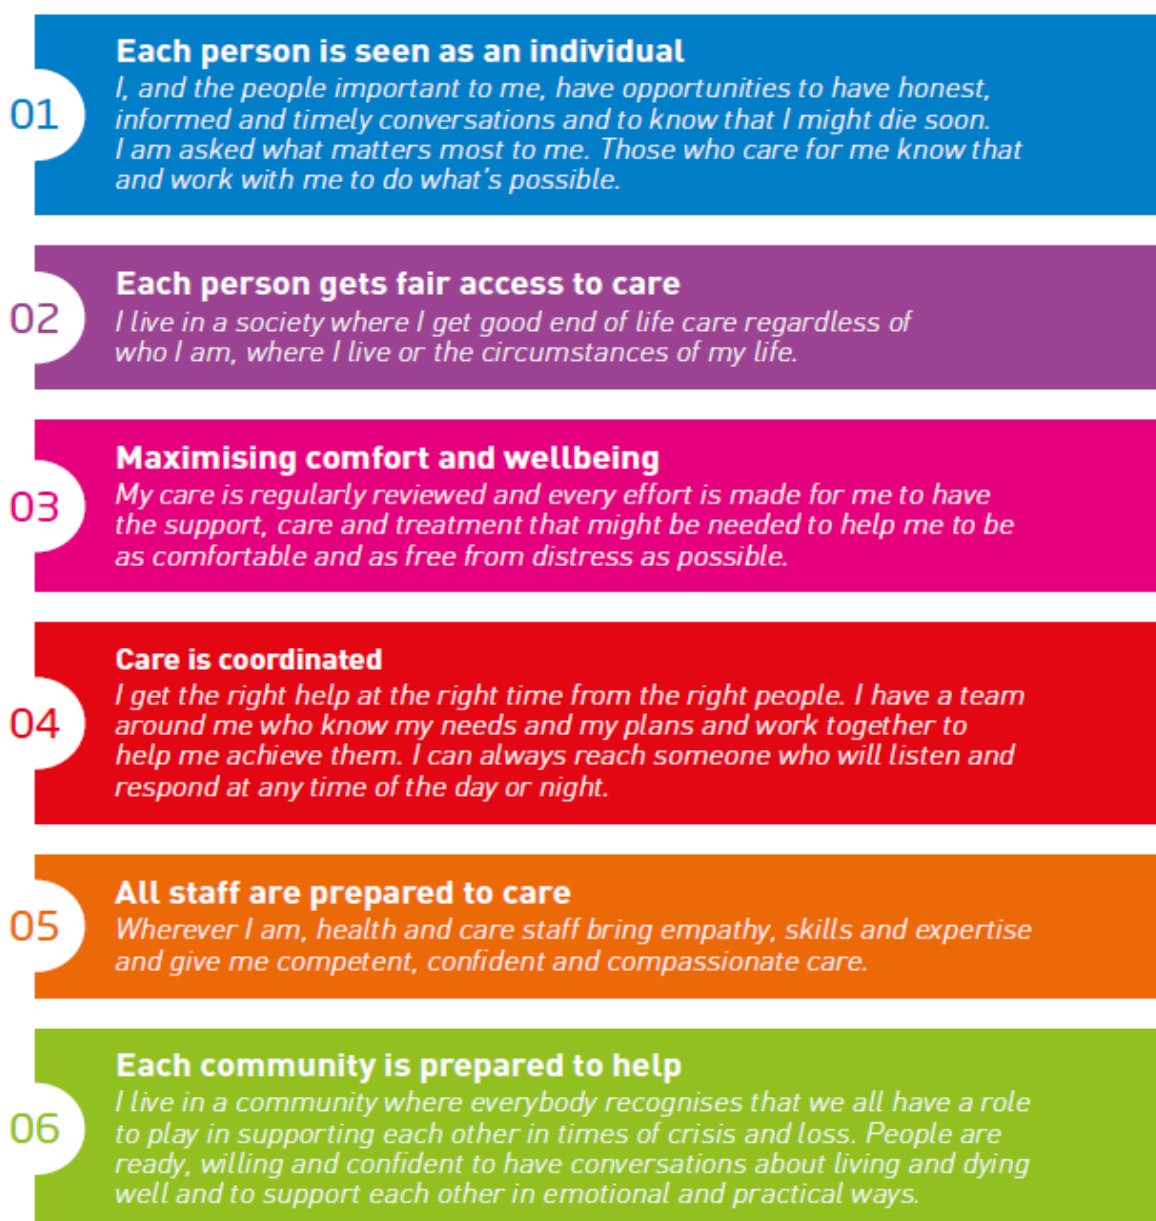 01
Each person is seen as an individual
I, and the people important to me, have opportunities to have honest,
informed and timely conversations and to know that I might die soon.
I am asked what matters most to me. Those who care for me know that
and work with me to do what's possible.
02
Each person gets fair access to care
I live in a society where I get good end of life care regardless of
who I am, where I live or the circumstances of my life.
03
Maximising comfort and wellbeing
My care is regularly reviewed and every effort is made for me to have
the support, care and treatment that might be needed to help me to be
as comfortable and as free from distress as possible.
04
Care is coordinated
I get the right help at the right time from the right people. I have a team
around me who know my needs and my plans and work together to
help me achieve them. I can always reach someone who will listen and
respond at any time of the day or night.
05
All staff are prepared to care
Wherever I am, health and care staff bring empathy, skills and expertise
and give me competent, confident and compassionate care.
06
Each community is prepared to help
I live in a community where everybody recognises that we all have a role
to play in supporting each other in times of crisis and loss. People are
ready, willing and confident to have conversations about living and dying
well and to support each other in emotional and practical ways.